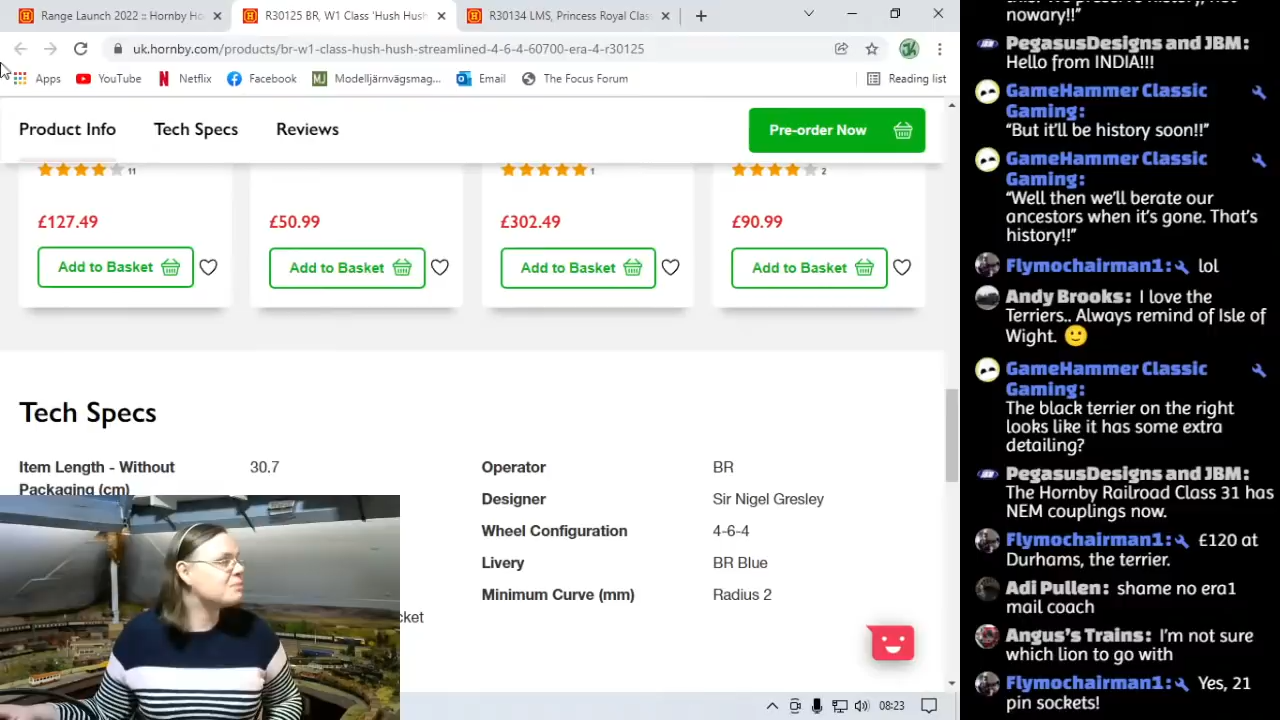 Range Launch 2022 :: Hornby Ho
R30125 BR, W1 Class 'Hush Hush
R30134 LMS, Princess Royal Class
uk.hornby.com/products/br-w1-class-hush-hush-streamlined-4-6-4-60700-era-4-r30125
Apps YouTube Netflix Facebook Modelljärnvägsmag... Email The Focus Forum Reading list
Product Info Tech Specs Reviews Pre-order Now
11 1 2
£127.49 £50.99 £302.49 £90.99
Add to Basket Add to Basket Add to Basket Add to Basket
Tech Specs
Item Length - Without
Packaging (cm)
30.7
cket
Operator BR
Designer Sir Nigel Gresley
Wheel Configuration 4-6-4
Livery BR Blue
Minimum Curve (mm) Radius 2
08:23
nowary!!”
PegasusDesigns and JBM:
Hello from INDIA!!!
GameHammer Classic
Gaming:
“But it'll be history soon!!”
GameHammer Classic
Gaming:
“Well then we'll berate our
ancestors when it's gone. That's
history!!”
Flymochairman1: lol
Andy Brooks: I love the
Terriers.. Always remind of Isle of
Wight.
GameHammer Classic
Gaming:
The black terrier on the right
looks like it has some extra
detailing?
PegasusDesigns and JBM:
The Hornby Railroad Class 31 has
NEM couplings now.
Flymochairman1: £120 at
Durhams, the terrier.
Adi Pullen: shame no era1
mail coach
Angus's Trains: I'm not sure
which lion to go with
Flymochairman1: Yes, 21
pin sockets!